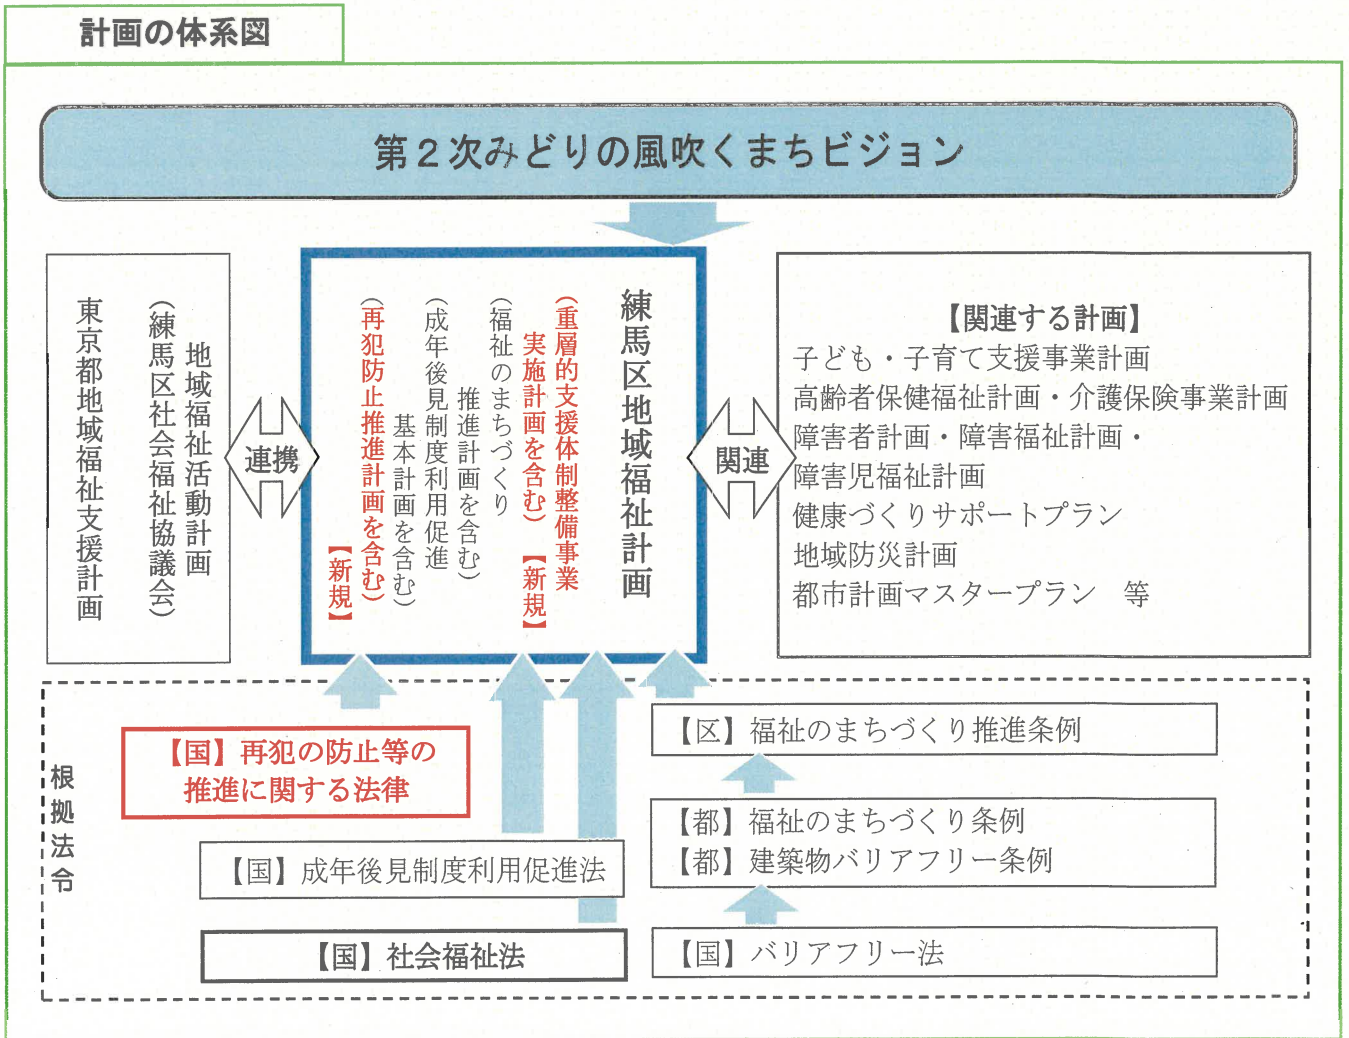 計画の体系図
第２次みどりの風吹くまちビジョン
東京都地域福祉支援計画
（練馬区社会福祉協議会）
地域福祉活動計画
連携
練馬区地域福祉計画
（重層的支援体制整備事業
実施計画を含む）【新規】
（福祉のまちづくり
推進計画を含む）
（成年後見制度利用促進
基本計画を含む）
（再犯防止推進計画を含む）
【新規】
関連
【関連する計画】
子ども・子育て支援事業計画
高齢者保健福祉計画・介護保険事業計画
障害者計画・障害福祉計画・
障害児福祉計画
健康づくりサポートプラン
地域防災計画
都市計画マスタープラン　等
根拠法令
【国】再犯の防止等の
推進に関する法律
【国】成年後見制度利用促進法
【国】社会福祉法
【区】福祉のまちづくり推進条例
【都】福祉のまちづくり条例
【都】建築物バリアフリー条例
【国】バリアフリー法